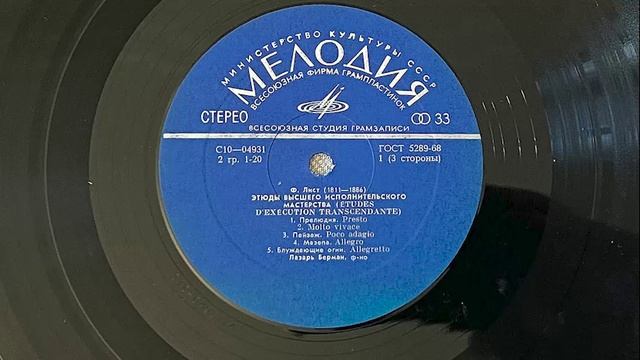 МИНИСТЕРСТВО КУЛЬТУРЫ СССР
МЕЛОДИЯ
ВСЕСОЮЗНАЯ ФИРМА ГРАМПЛАСТИНОК
СТЕРЕО
33
ВСЕСОЮЗНАЯ СТУДИЯ ГРАМЗАПИСИ
С10—04931
ГОСТ 5289-68
2 гр. 1-20
1 (3 стороны)
Ф. Лист (1811—1886)
ЭТЮДЫ ВЫСШЕГО ИСПОЛНИТЕЛЬСКОГО
МАСТЕРСТВА (ETUDES
D'EXECUTION TRANSCENDANTE)
1. Прелюдия. Presto
2. Molto vivace
3. Пейзаж. Poco adagio
4. Мазепа. Allegro
5. Блуждающие огни. Allegretto
Лазарь Берман, ф-но